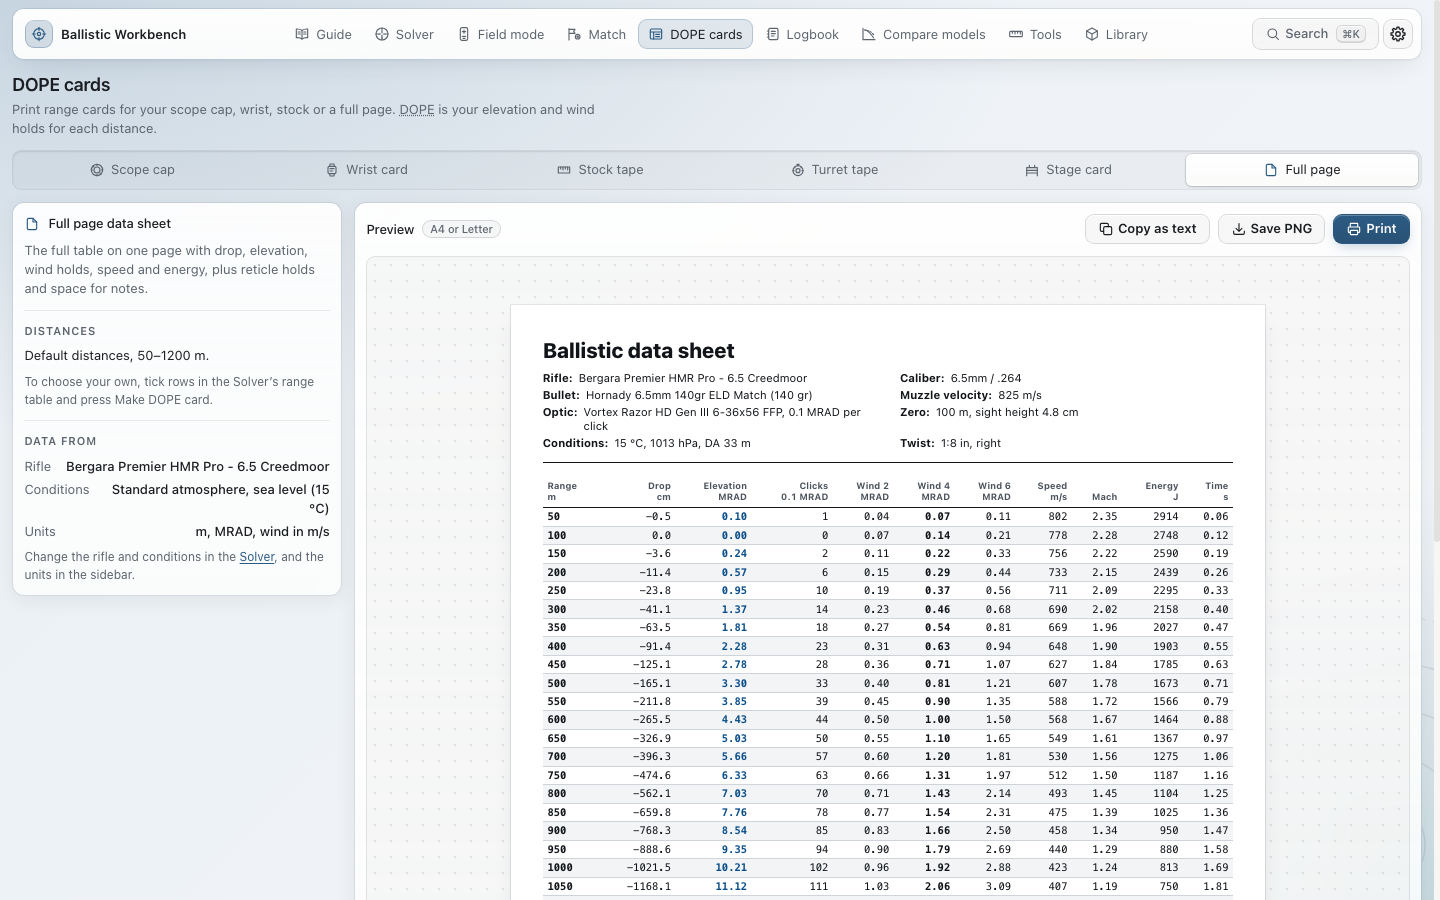 Ballistic Workbench
Guide
Solver
Field mode
Match
DOPE cards
Logbook
Compare models
Tools
Library
Search ⌘K
DOPE cards
Print range cards for your scope cap, wrist, stock or a full page. DOPE is your elevation and wind
holds for each distance.
Scope cap
Wrist card
Stock tape
Turret tape
Stage card
Full page
Full page data sheet
The full table on one page with drop, elevation,
wind holds, speed and energy, plus reticle holds
and space for notes.
DISTANCES
Default distances, 50–1200 m.
To choose your own, tick rows in the Solver's range
table and press Make DOPE card.
DATA FROM
Rifle Bergara Premier HMR Pro - 6.5 Creedmoor
Conditions Standard atmosphere, sea level (15
°C)
Units m, MRAD, wind in m/s
Change the rifle and conditions in the Solver, and the
units in the sidebar.
Preview A4 or Letter
Copy as text
Save PNG
Print
Ballistic data sheet
Rifle: Bergara Premier HMR Pro - 6.5 Creedmoor Caliber: 6.5mm / .264
Bullet: Hornady 6.5mm 140gr ELD Match (140 gr) Muzzle velocity: 825 m/s
Optic: Vortex Razor HD Gen III 6-36x56 FFP, 0.1 MRAD per Zero: 100 m, sight height 4.8 cm
click
Conditions: 15 °C, 1013 hPa, DA 33 m Twist: 1:8 in, right
Range Drop Elevation Clicks Wind 2 Wind 4 Wind 6 Speed Energy Time
m cm MRAD 0.1 MRAD MRAD MRAD MRAD m/s Mach J s
50 −0.5 0.10 1 0.04 0.07 0.11 802 2.35 2914 0.06
100 0.0 0.00 0 0.07 0.14 0.21 778 2.28 2748 0.12
150 −3.6 0.24 2 0.11 0.22 0.33 756 2.22 2590 0.19
200 −11.4 0.57 6 0.15 0.29 0.44 733 2.15 2439 0.26
250 −23.8 0.95 10 0.19 0.37 0.56 711 2.09 2295 0.33
300 −41.1 1.37 14 0.23 0.46 0.68 690 2.02 2158 0.40
350 −63.5 1.81 18 0.27 0.54 0.81 669 1.96 2027 0.47
400 −91.4 2.28 23 0.31 0.63 0.94 648 1.90 1903 0.55
450 −125.1 2.78 28 0.36 0.71 1.07 627 1.84 1785 0.63
500 −165.1 3.30 33 0.40 0.81 1.21 607 1.78 1673 0.71
550 −211.8 3.85 39 0.45 0.90 1.35 588 1.72 1566 0.79
600 −265.5 4.43 44 0.50 1.00 1.50 568 1.67 1464 0.88
650 −326.9 5.03 50 0.55 1.10 1.65 549 1.61 1367 0.97
700 −396.3 5.66 57 0.60 1.20 1.81 530 1.56 1275 1.06
750 −474.6 6.33 63 0.66 1.31 1.97 512 1.50 1187 1.16
800 −562.1 7.03 70 0.71 1.43 2.14 493 1.45 1104 1.25
850 −659.8 7.76 78 0.77 1.54 2.31 475 1.39 1025 1.36
900 −768.3 8.54 85 0.83 1.66 2.50 458 1.34 950 1.47
950 −888.6 9.35 94 0.90 1.79 2.69 440 1.29 880 1.58
1000 −1021.5 10.21 102 0.96 1.92 2.88 423 1.24 813 1.69
1050 −1168.1 11.12 111 1.03 2.06 3.09 407 1.19 750 1.81